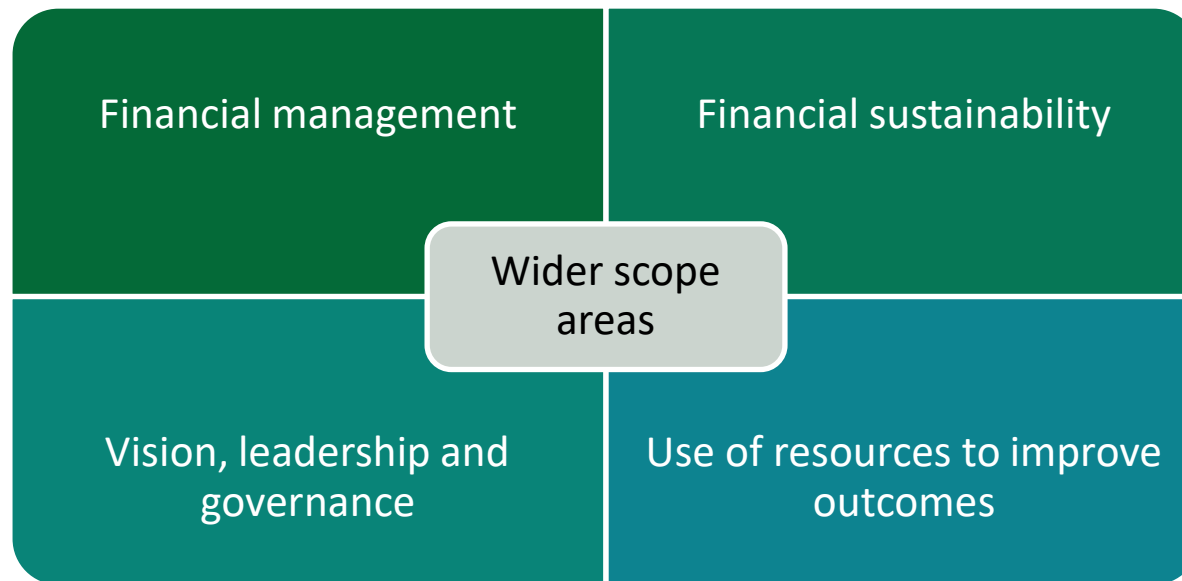 Financial management
Financial sustainability
Wider scope
areas
Vision, leadership and
governance
Use of resources to improve
outcomes